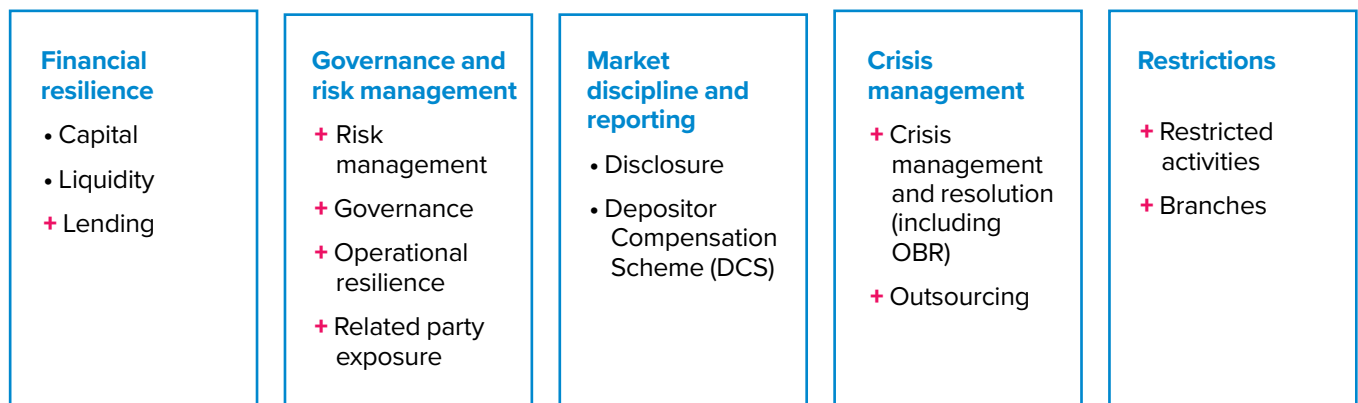 Financial
resilience
• Capital
• Liquidity
+ Lending
Governance and
risk management
+ Risk
management
+ Governance
+ Operational
resilience
+ Related party
exposure
Market
discipline and
reporting
• Disclosure
• Depositor
Compensation
Scheme (DCS)
Crisis
management
+ Crisis
management
and resolution
(including
OBR)
+ Outsourcing
Restrictions
+ Restricted
activities
+ Branches